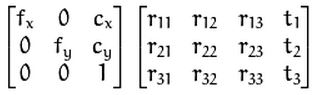 [f_x 0 c_x] [r_11 r_12 r_13 t_1]
[0 f_y c_y] [r_21 r_22 r_23 t_2]
[0 0 1] [r_31 r_32 r_33 t_3]